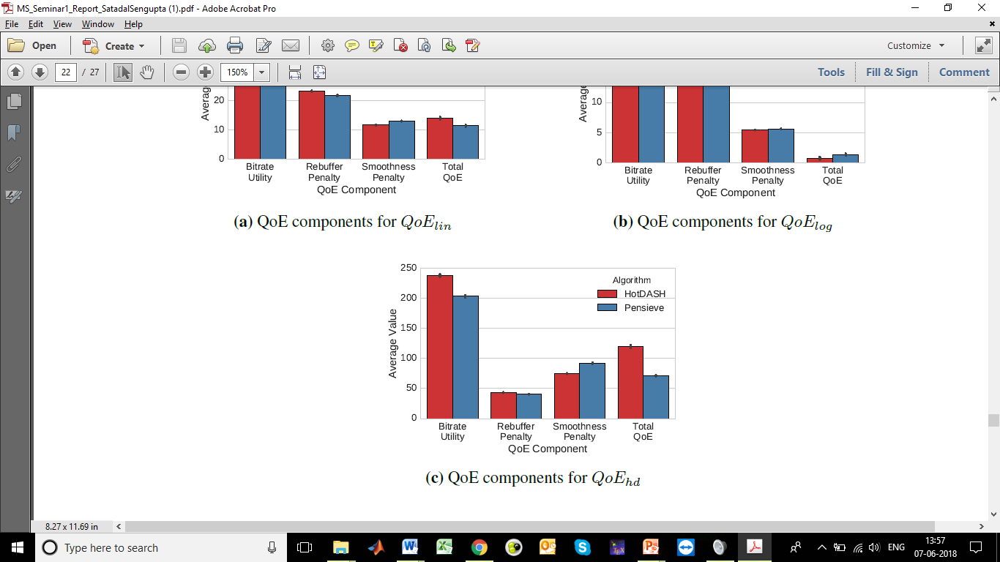 MS_Seminar1_Report_SatadalSengupta (1).pdf - Adobe Acrobat Pro
File Edit View Window Help
Open Create Customize
22 / 27 150% Tools Fill & Sign Comment
20
10
0
Bitrate Utility
Rebuffer Penalty
Smoothness Penalty
Total QoE
QoE Component
(a) QoE components for QoE_lin
10
5
0
Bitrate Utility
Rebuffer Penalty
Smoothness Penalty
Total QoE
QoE Component
(b) QoE components for QoE_log
250
200
150
100
50
0
Average Value
Algorithm
HotDASH
Pensieve
Bitrate Utility
Rebuffer Penalty
Smoothness Penalty
Total QoE
QoE Component
(c) QoE components for QoE_hd
8.27 x 11.69 in
Type here to search
ENG
13:57
07-06-2018